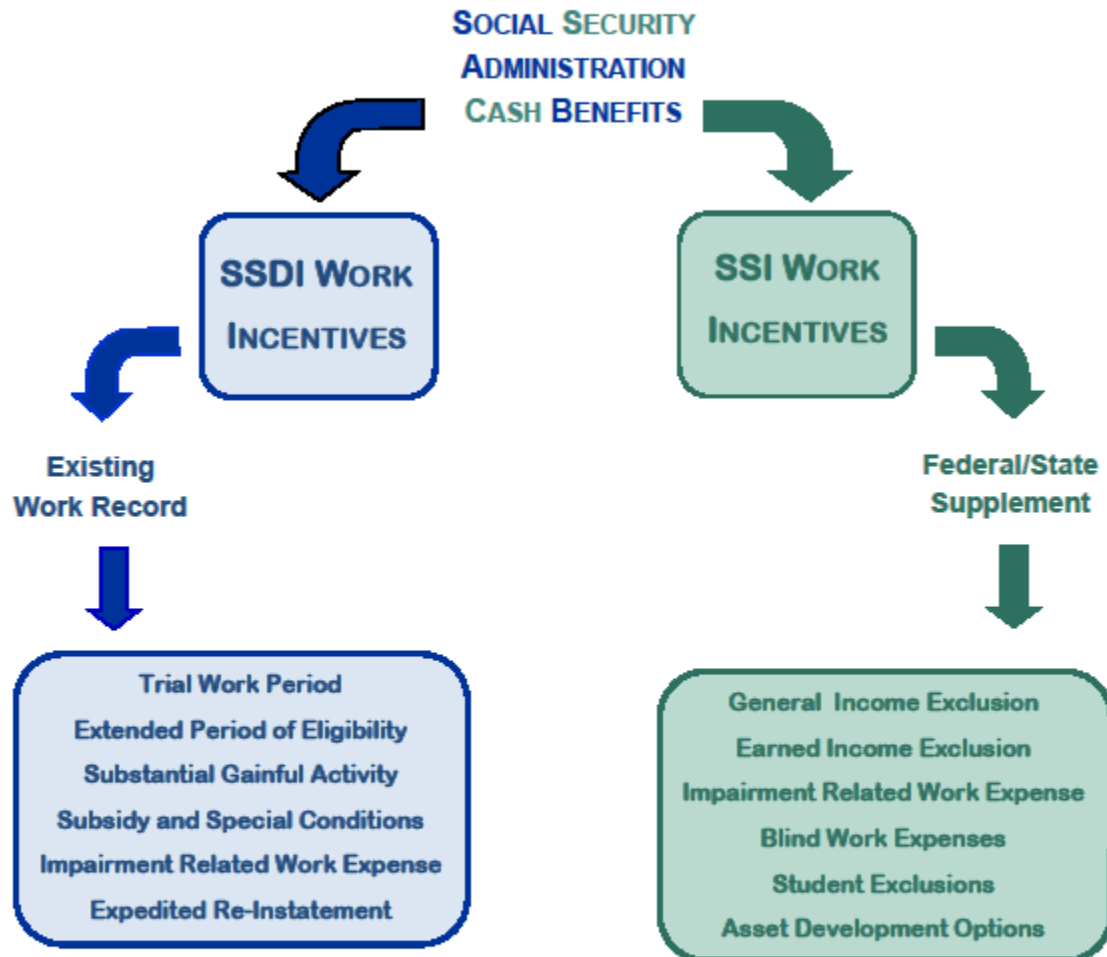 SOCIAL SECURITY
ADMINISTRATION
CASH BENEFITS
SSDI WORK
INCENTIVES
SSI WORK
INCENTIVES
Existing
Work Record
Federal/State
Supplement
Trial Work Period
Extended Period of Eligibility
Substantial Gainful Activity
Subsidy and Special Conditions
Impairment Related Work Expense
Expedited Re-Instatement
General Income Exclusion
Earned Income Exclusion
Impairment Related Work Expense
Blind Work Expenses
Student Exclusions
Asset Development Options